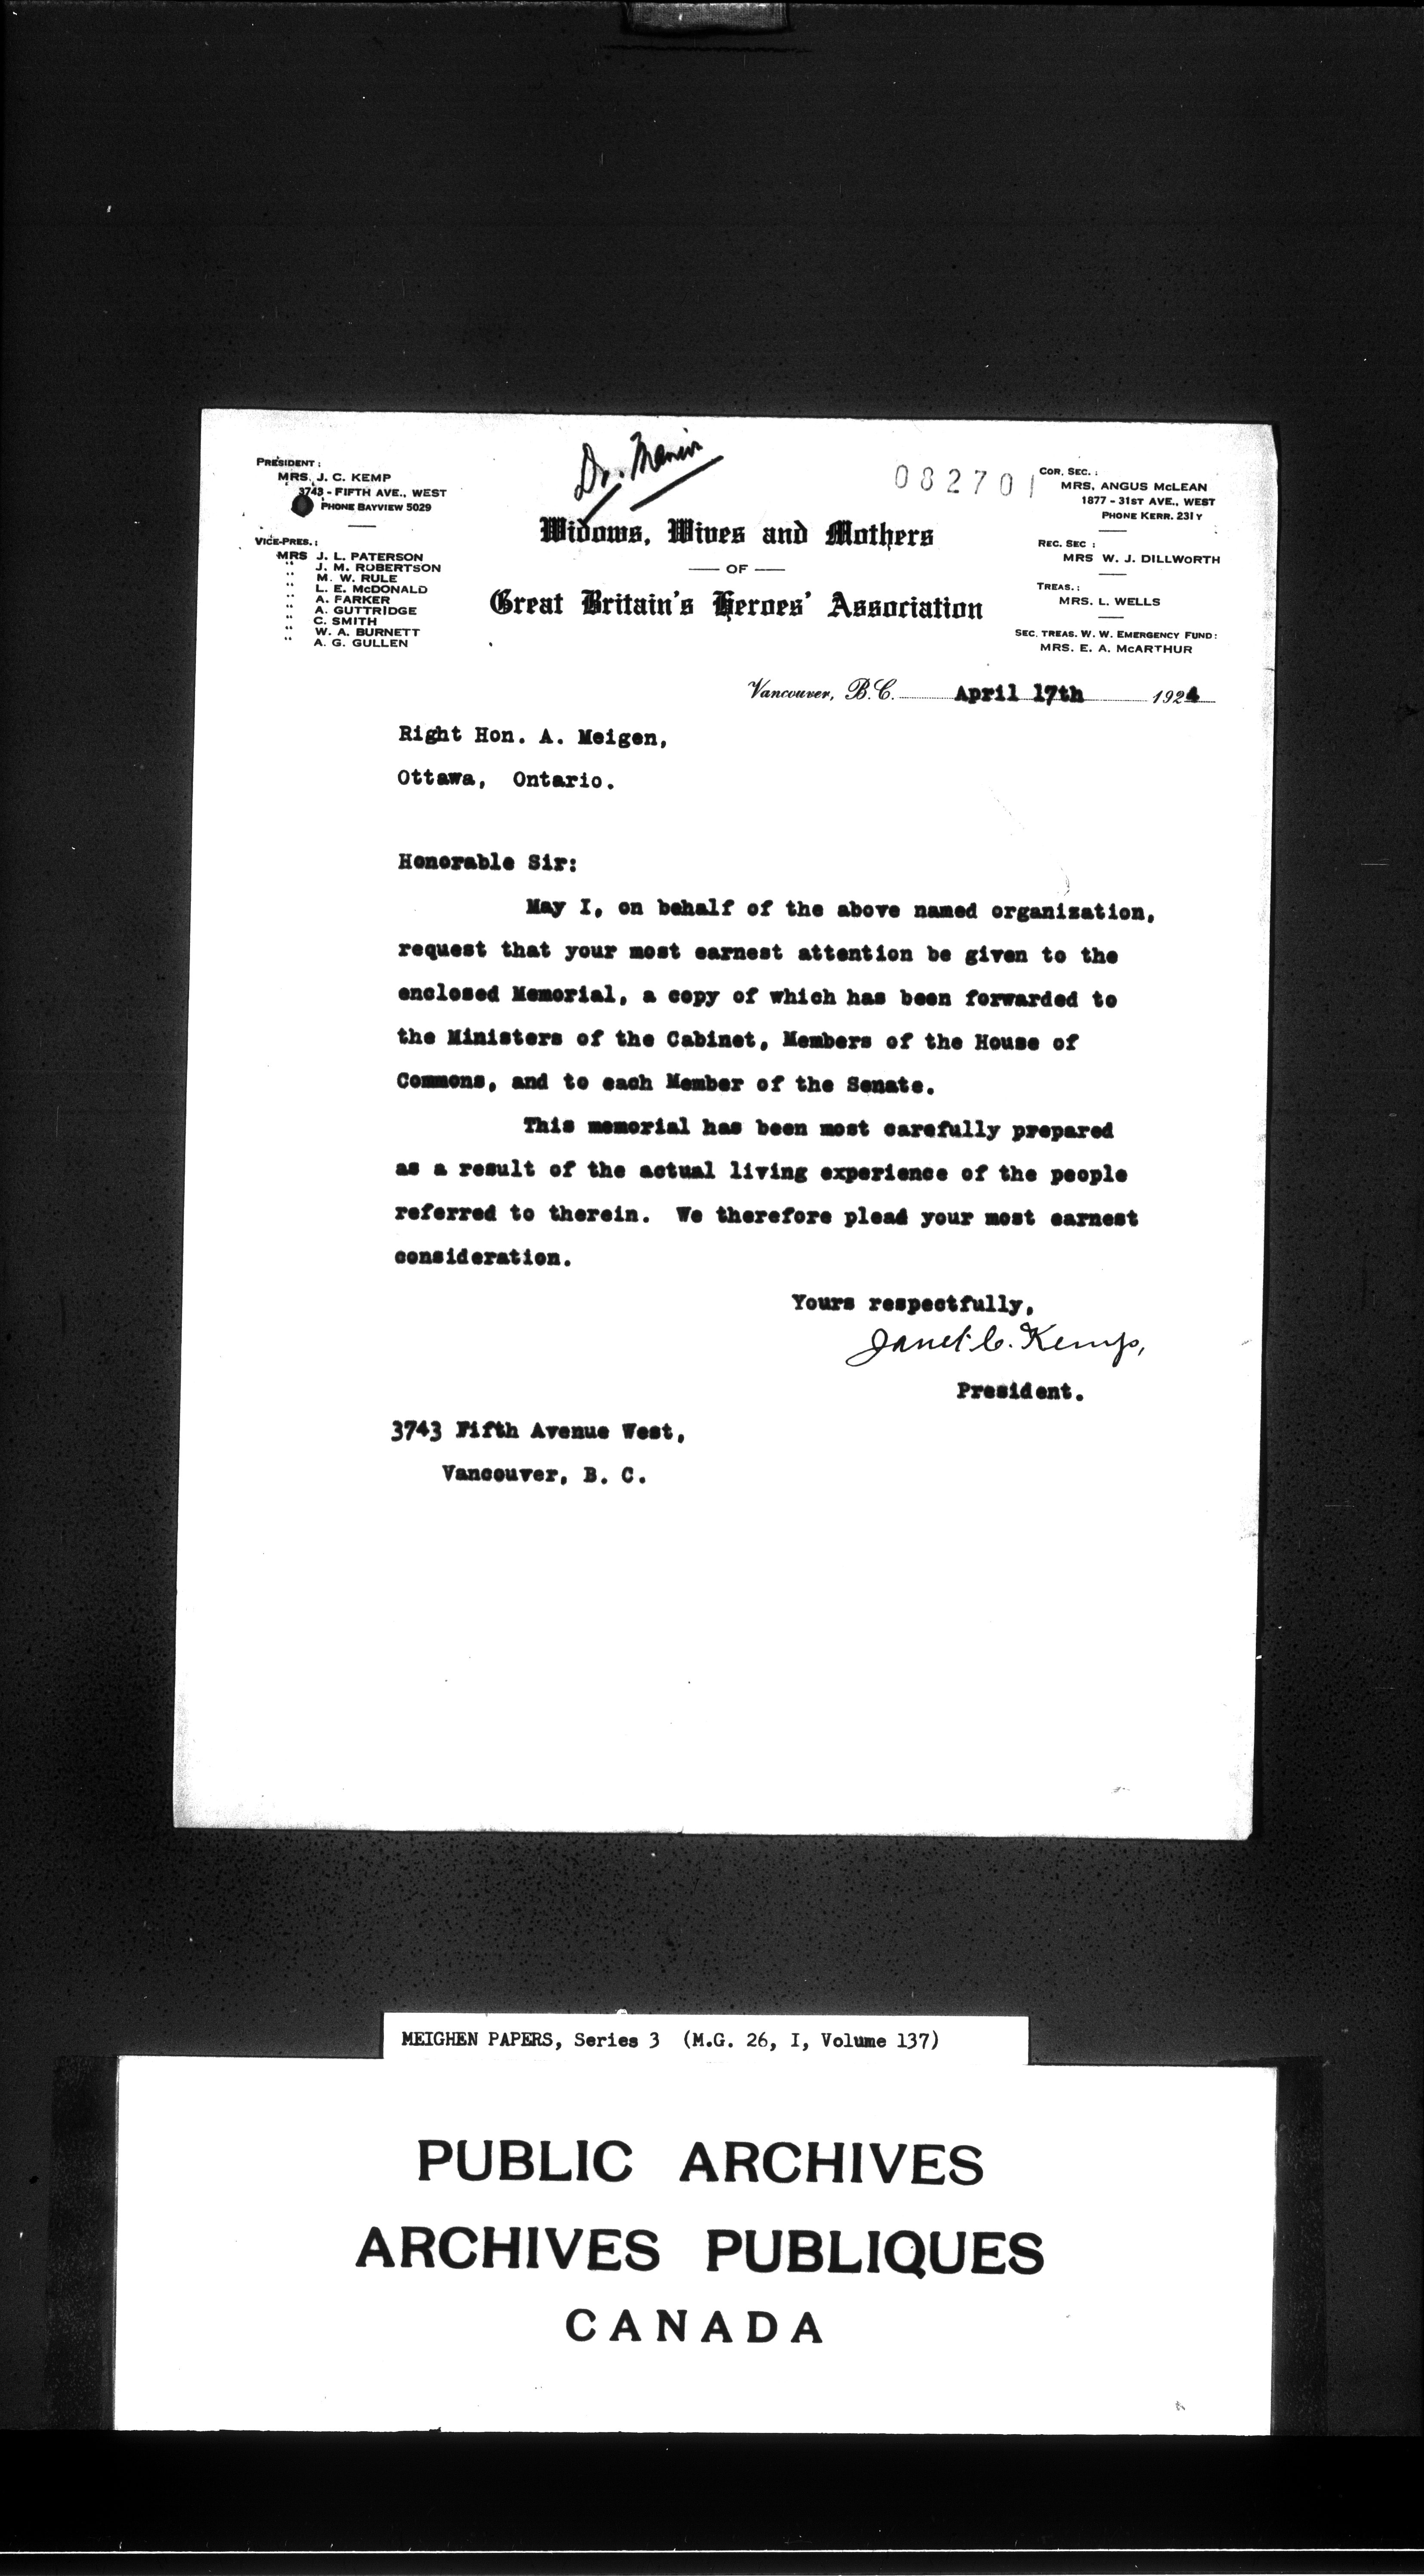 Dr. Manion
082701
PRESIDENT:
MRS. J. C. KEMP
3743 - FIFTH AVE., WEST
PHONE BAYVIEW 5029
VICE-PRES.:
MRS J. L. PATERSON
" J. M. ROBERTSON
" M. W. RULE
" L. E. McDONALD
" A. FARKER
" A. GUTTRIDGE
" C. SMITH
" W. A. BURNETT
" A. G. GULLEN
Widows, Wives and Mothers
OF
Great Britain's Heroes' Association
COR. SEC.:
MRS. ANGUS McLEAN
1877 - 31ST AVE., WEST
PHONE KERR. 231Y
REC. SEC:
MRS W. J. DILLWORTH
TREAS.:
MRS. L. WELLS
SEC. TREAS. W. W. EMERGENCY FUND:
MRS. E. A. McARTHUR
Vancouver, B.C. April 17th 1924
Right Hon. A. Meigen,
Ottawa, Ontario.
Honorable Sir:
May I, on behalf of the above named organization,
request that your most earnest attention be given to the
enclosed Memorial, a copy of which has been forwarded to
the Ministers of the Cabinet, Members of the House of
Commons, and to each Member of the Senate.
This memorial has been most carefully prepared
as a result of the actual living experience of the people
referred to therein. We therefore plead your most earnest
consideration.
Yours respectfully,
Janet C. Kemp,
President.
3743 Fifth Avenue West,
Vancouver, B. C.
MEIGHEN PAPERS, Series 3 (M.G. 26, I, Volume 137)
PUBLIC ARCHIVES
ARCHIVES PUBLIQUES
CANADA